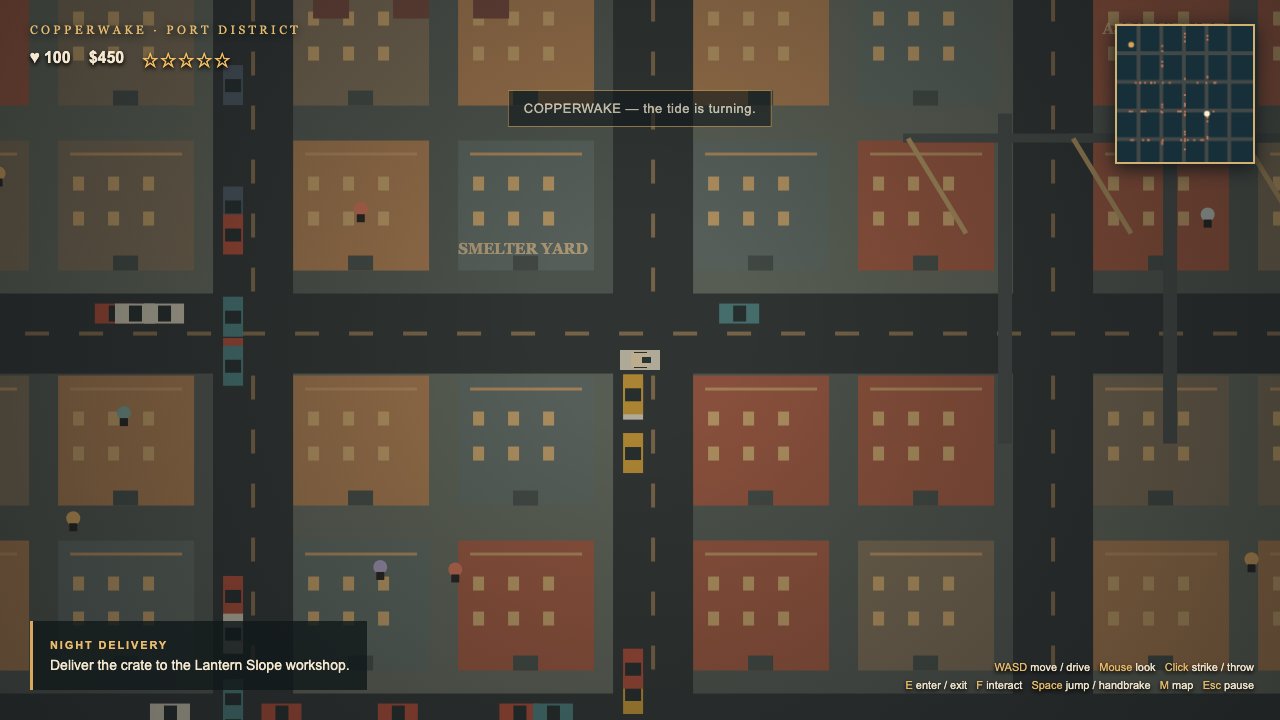 COPPERWAKE · PORT DISTRICT
♥ 100 $450 ☆☆☆☆☆
COPPERWAKE — the tide is turning.
SMELTER YARD
NIGHT DELIVERY
Deliver the crate to the Lantern Slope workshop.
WASD move / drive Mouse look Click strike / throw
E enter / exit F interact Space jump / handbrake M map Esc pause